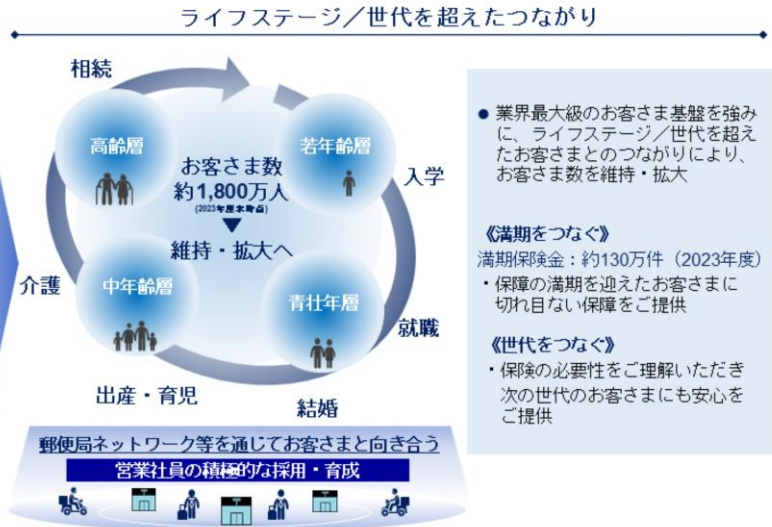 ライフステージ／世代を超えたつながり
相続
高齢層
若年齢層
お客さま数
約1,800万人
(2023年度末時点)
維持・拡大へ
入学
介護
中年齢層
青壮年層
就職
出産・育児
結婚
郵便局ネットワーク等を通じてお客さまと向き合う
営業社員の積極的な採用・育成
● 業界最大級のお客さま基盤を強み
に、ライフステージ／世代を超え
たお客さまとのつながりにより、
お客さま数を維持・拡大
《満期をつなぐ》
満期保険金：約130万件（2023年度）
・保障の満期を迎えたお客さまに
切れ目ない保障をご提供
《世代をつなぐ》
・保険の必要性をご理解いただき
次の世代のお客さまにも安心を
ご提供